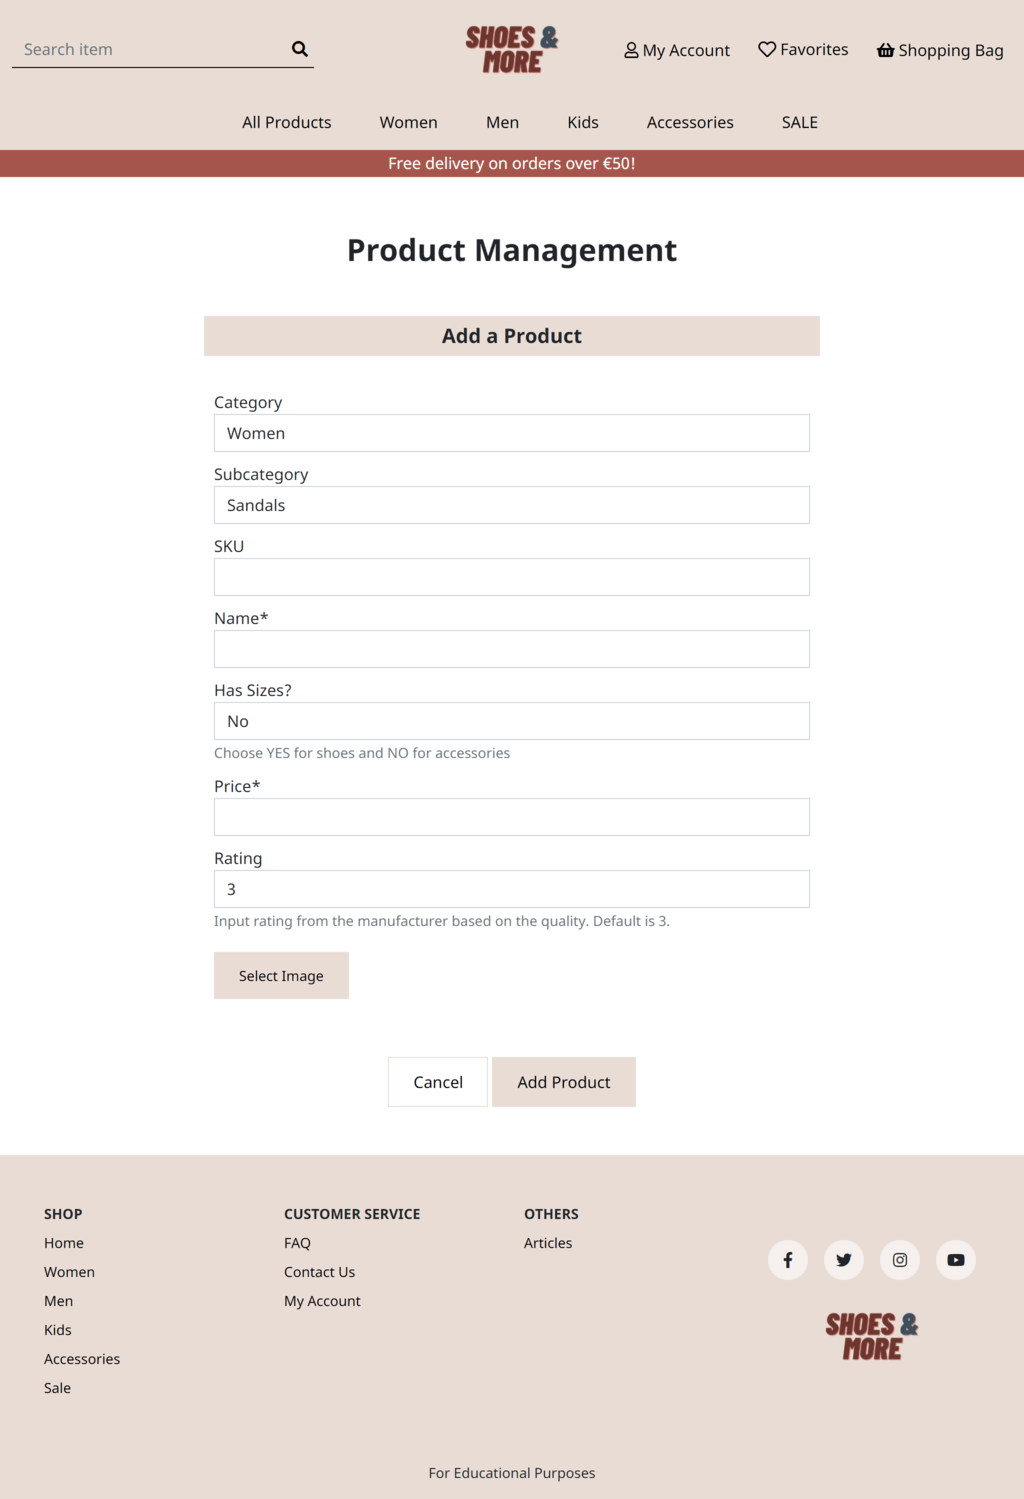 Search item
SHOES &
MORE
My Account
Favorites
Shopping Bag
All Products
Women
Men
Kids
Accessories
SALE
Free delivery on orders over €50!
Product Management
Add a Product
Category
Women
Subcategory
Sandals
SKU
Name*
Has Sizes?
No
Choose YES for shoes and NO for accessories
Price*
Rating
3
Input rating from the manufacturer based on the quality. Default is 3.
Select Image
Cancel
Add Product
SHOP
Home
Women
Men
Kids
Accessories
Sale
CUSTOMER SERVICE
FAQ
Contact Us
My Account
OTHERS
Articles
SHOES &
MORE
For Educational Purposes